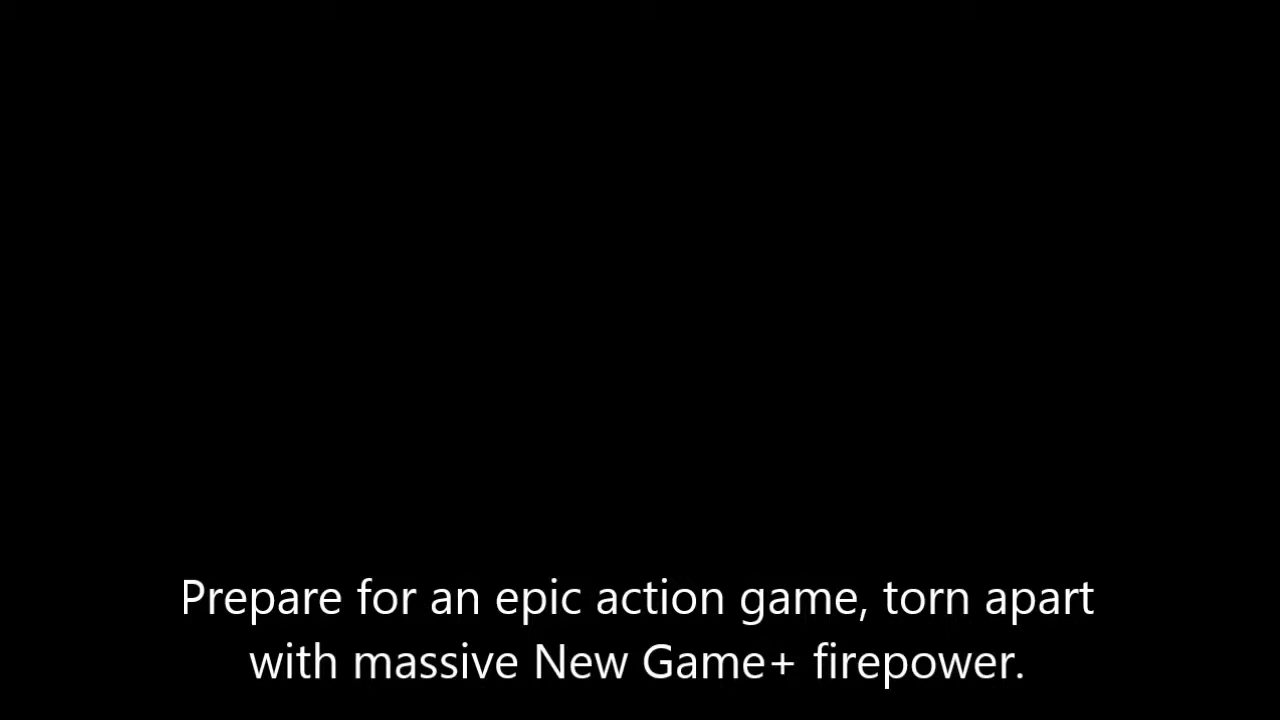 Prepare for an epic action game, torn apart
with massive New Game+ firepower.